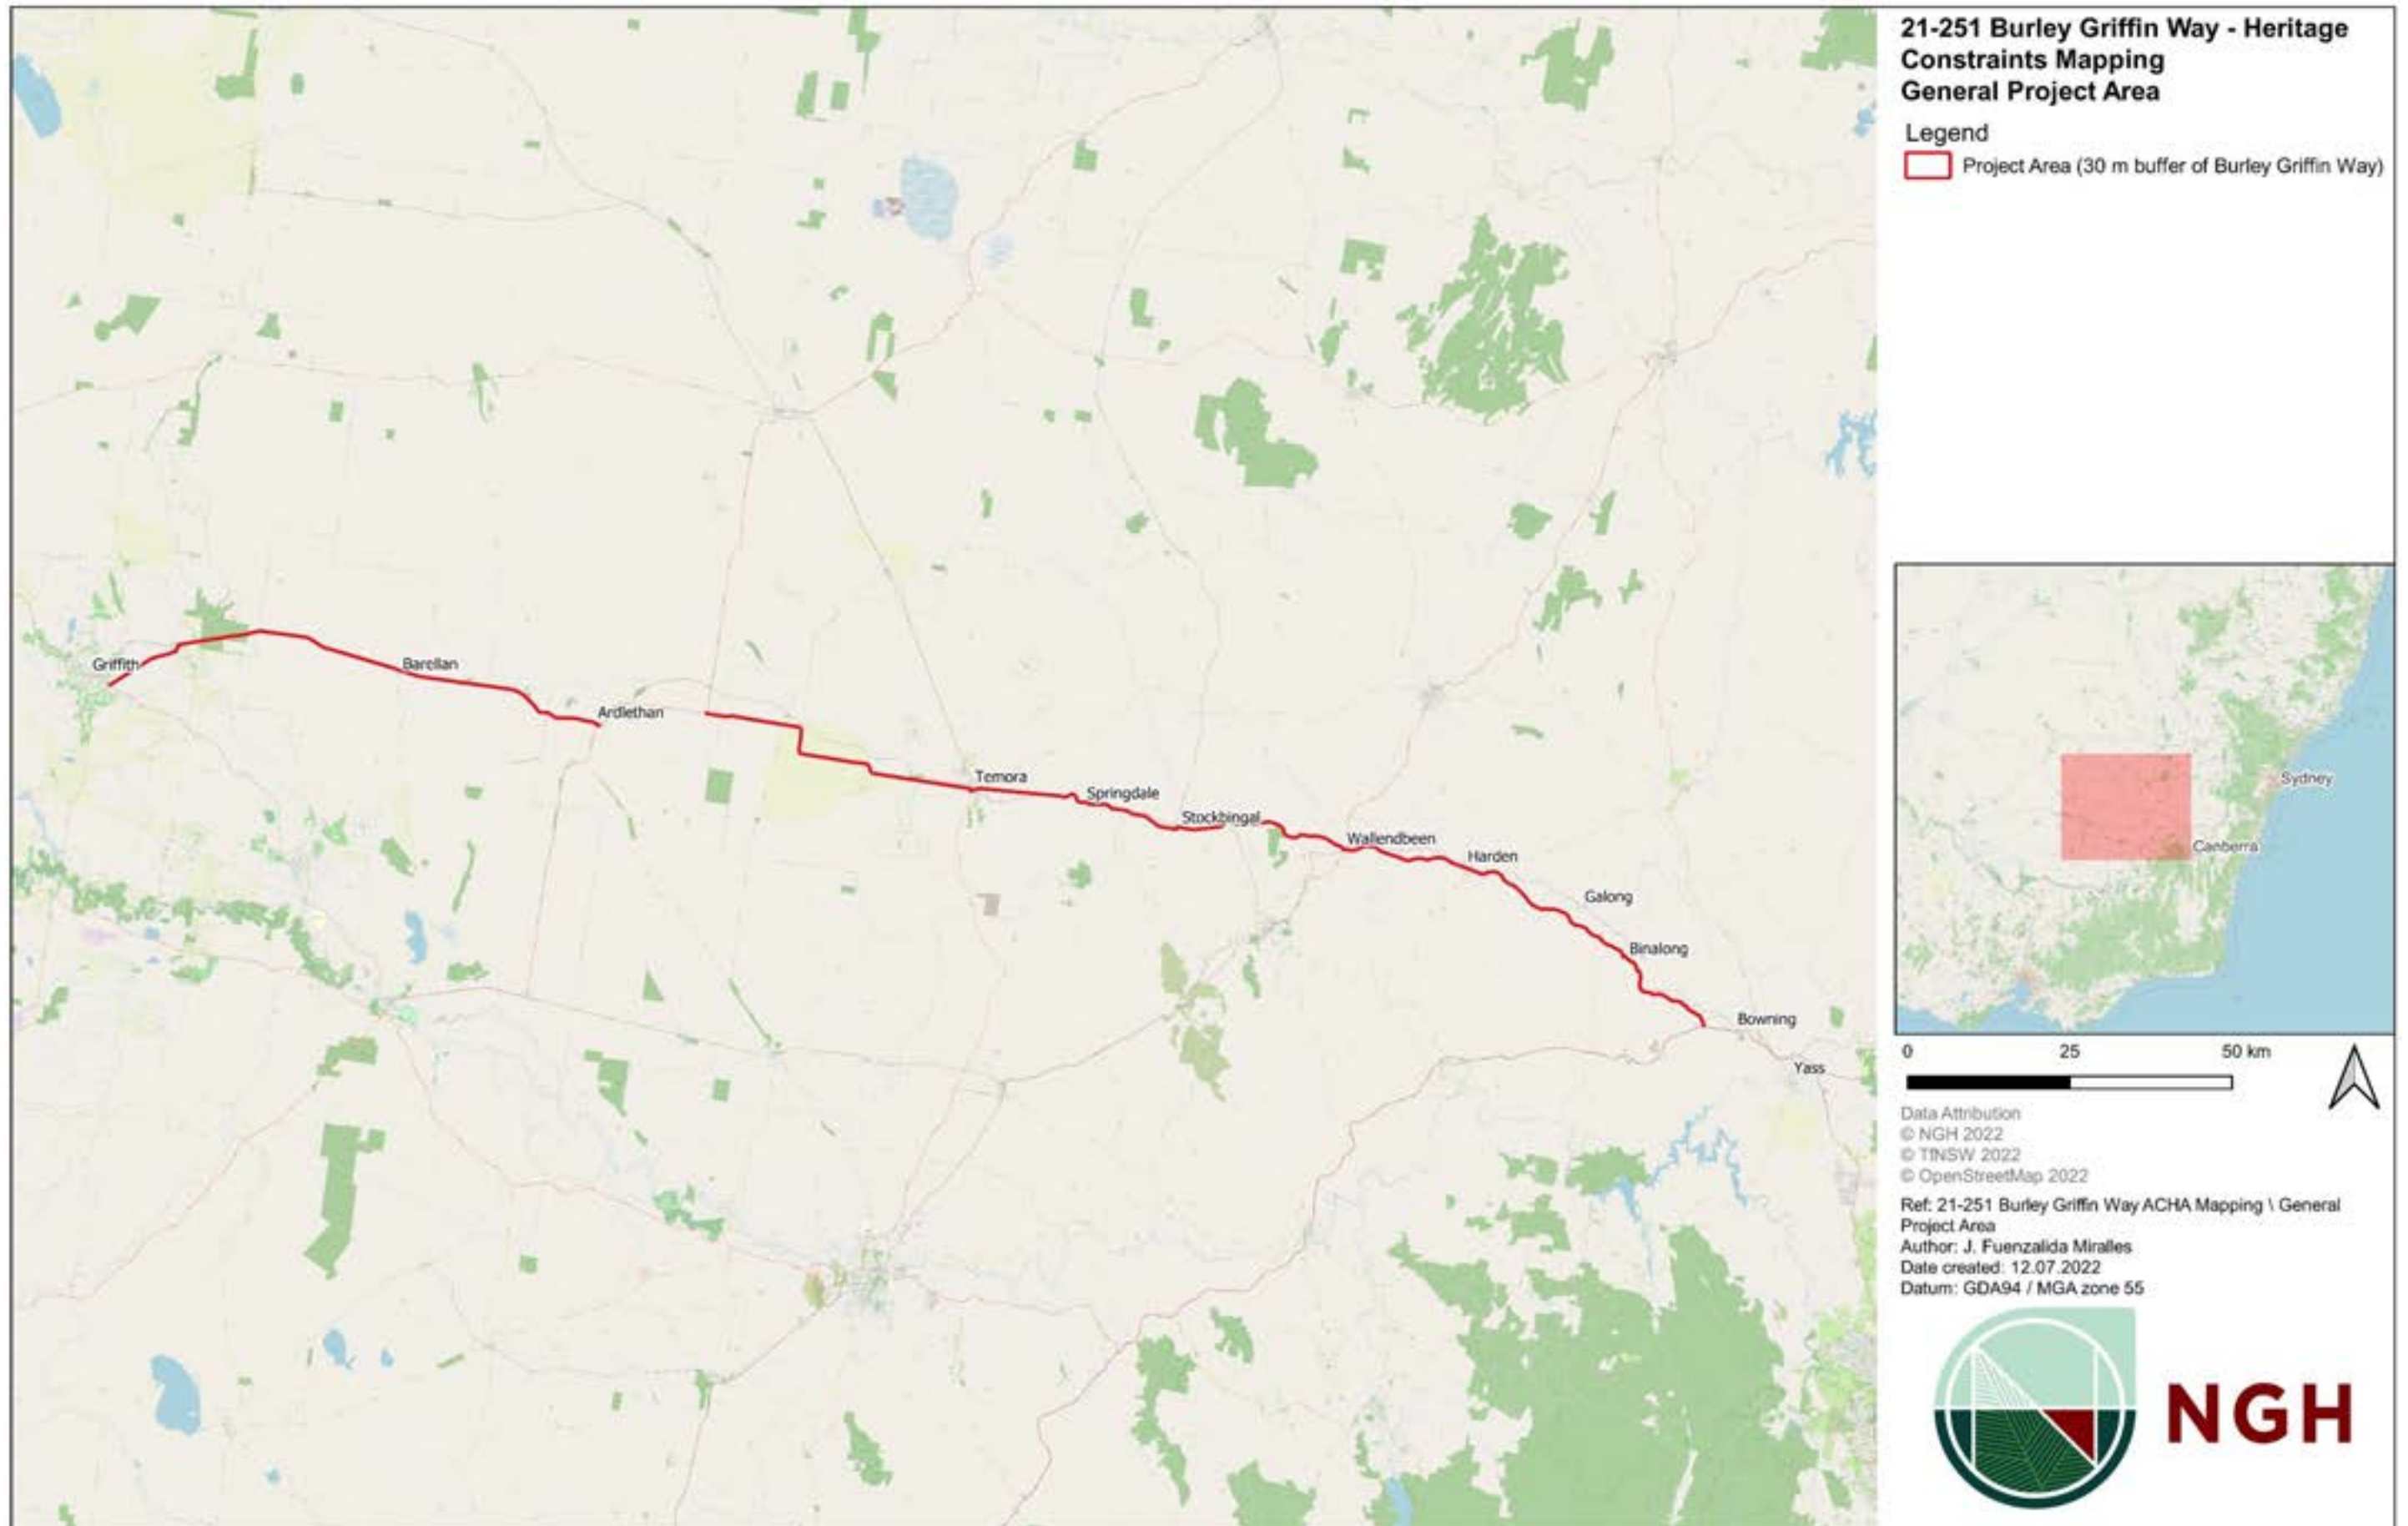 21-251 Burley Griffin Way - Heritage
Constraints Mapping
General Project Area
Legend
Project Area (30 m buffer of Burley Griffin Way)
Griffith
Barellan
Ardlethan
Temora
Springdale
Stockbingal
Wallendbeen
Harden
Galong
Binalong
Bowning
Yass
Sydney
Canberra
0 25 50 km
Data Attribution
© NGH 2022
© TfNSW 2022
© OpenStreetMap 2022
Ref: 21-251 Burley Griffin Way ACHA Mapping \ General
Project Area
Author: J. Fuenzalida Miralles
Date created: 12.07.2022
Datum: GDA94 / MGA zone 55
NGH